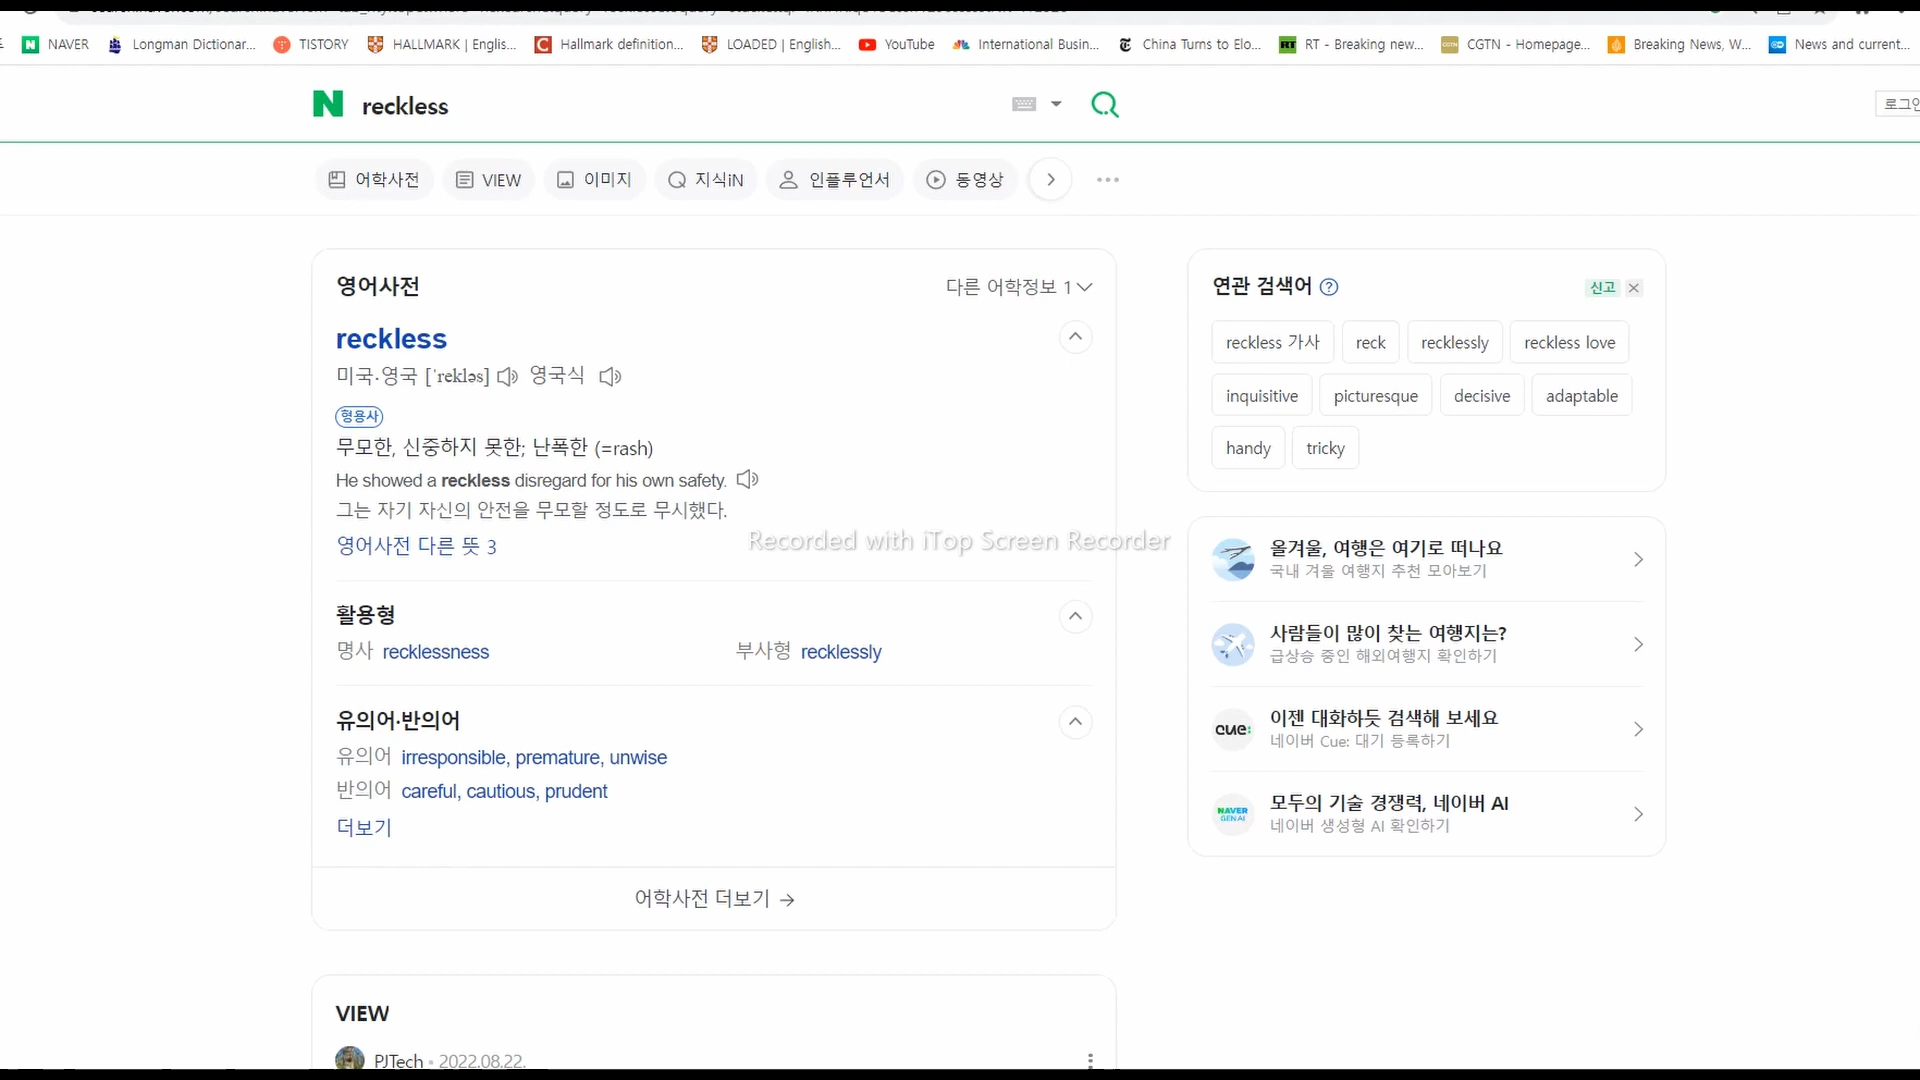 NAVER
Longman Dictionar...
TISTORY
HALLMARK | Englis...
Hallmark definition...
LOADED | English...
YouTube
International Busin...
China Turns to Elo...
RT - Breaking new...
CGTN - Homepage...
Breaking News, W...
News and current...
N reckless
어학사전
VIEW
이미지
지식iN
인플루언서
동영상
영어사전
다른 어학정보 1
reckless
미국·영국 [ˈrekləs] 영국식
형용사
무모한, 신중하지 못한; 난폭한 (=rash)
He showed a reckless disregard for his own safety.
그는 자기 자신의 안전을 무모할 정도로 무시했다.
영어사전 다른 뜻 3
활용형
명사 recklessness
부사형 recklessly
유의어·반의어
유의어 irresponsible, premature, unwise
반의어 careful, cautious, prudent
더보기
어학사전 더보기 →
VIEW
PJTech • 2022.08.22.
연관 검색어 ?
신고
reckless 가사
reck
recklessly
reckless love
inquisitive
picturesque
decisive
adaptable
handy
tricky
올겨울, 여행은 여기로 떠나요
국내 겨울 여행지 추천 모아보기
사람들이 많이 찾는 여행지는?
급상승 중인 해외여행지 확인하기
cue:
이젠 대화하듯 검색해 보세요
네이버 Cue: 대기 등록하기
NAVER
GEN AI
모두의 기술 경쟁력, 네이버 AI
네이버 생성형 AI 확인하기
Recorded with iTop Screen Recorder